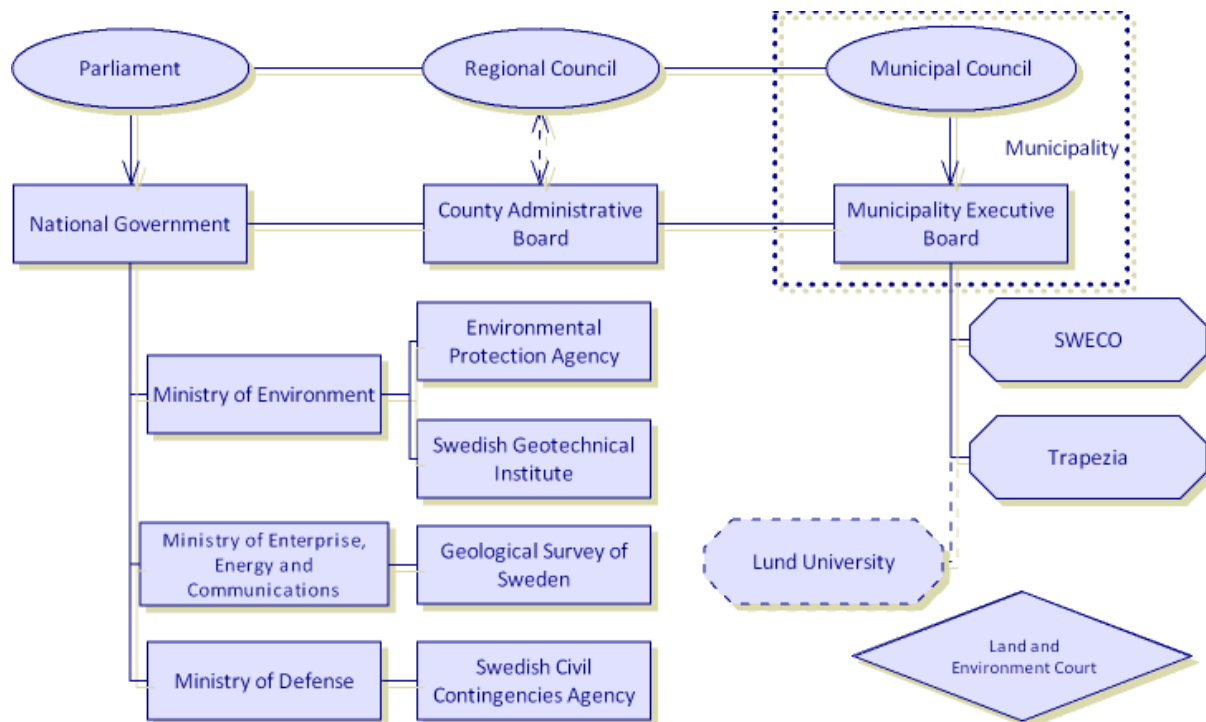 Parliament
Regional Council
Municipal Council
Municipality
National Government
County Administrative
Board
Municipality Executive
Board
Environmental
Protection Agency
SWECO
Ministry of Environment
Swedish Geotechnical
Institute
Trapezia
Ministry of Enterprise,
Energy and
Communications
Geological Survey of
Sweden
Lund University
Land and
Environment Court
Ministry of Defense
Swedish Civil
Contingencies Agency